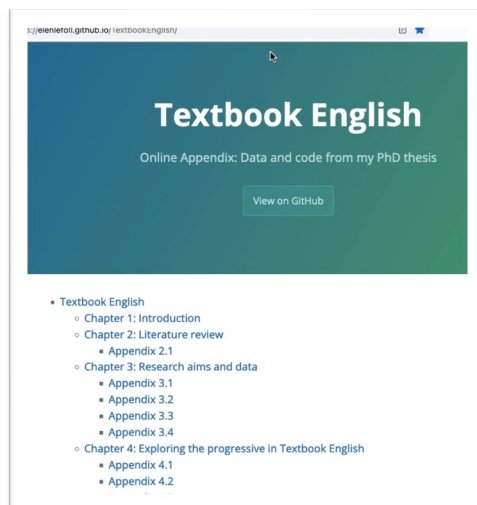 s://elenlefoll.github.io/TextbookEnglish/
Textbook English
Online Appendix: Data and code from my PhD thesis
View on GitHub
Textbook English
Chapter 1: Introduction
Chapter 2: Literature review
Appendix 2.1
Chapter 3: Research aims and data
Appendix 3.1
Appendix 3.2
Appendix 3.3
Appendix 3.4
Chapter 4: Exploring the progressive in Textbook English
Appendix 4.1
Appendix 4.2